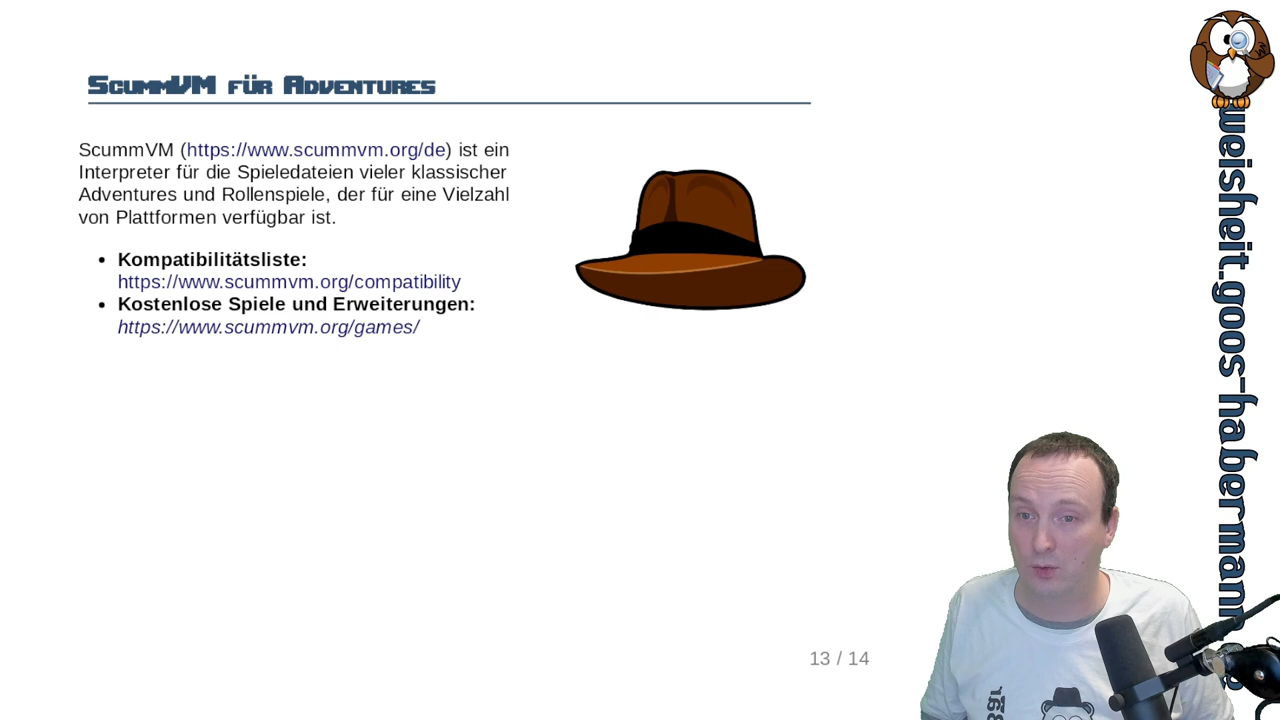 ScummVM für Adventures
ScummVM (https://www.scummvm.org/de) ist ein
Interpreter für die Spieledateien vieler klassischer
Adventures und Rollenspiele, der für eine Vielzahl
von Plattformen verfügbar ist.
• Kompatibilitätsliste:
https://www.scummvm.org/compatibility
• Kostenlose Spiele und Erweiterungen:
https://www.scummvm.org/games/
13 / 14
weisheit.goos-habermann